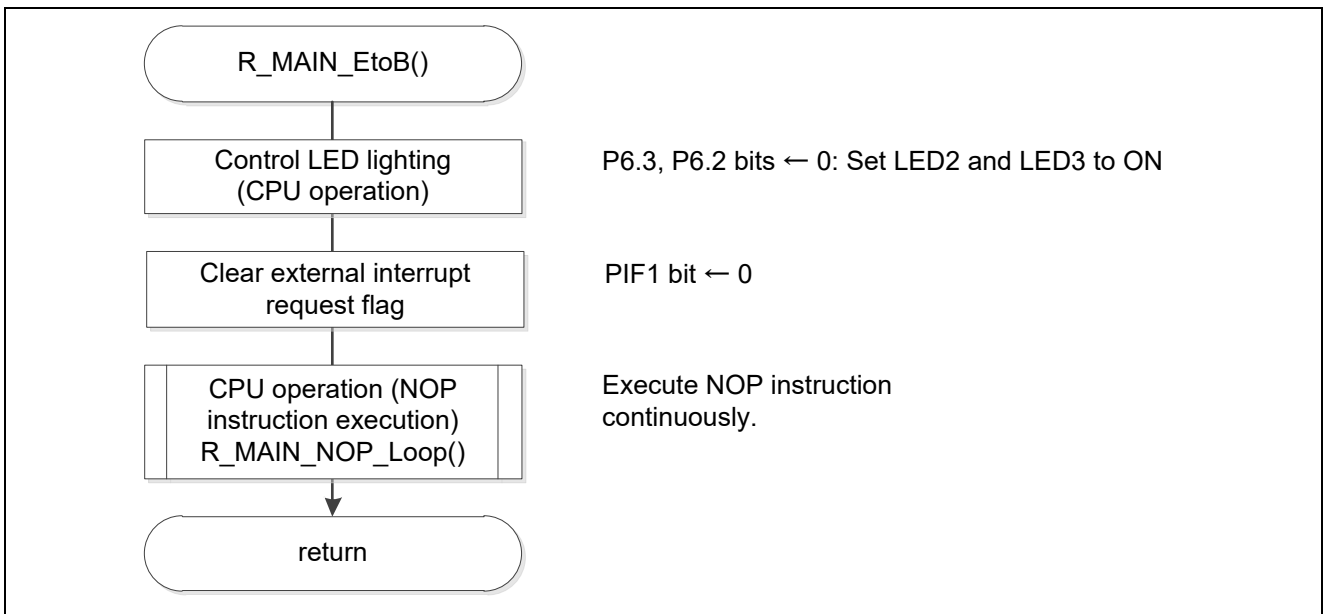 R_MAIN_EtoB()
Control LED lighting
(CPU operation)
P6.3, P6.2 bits ← 0: Set LED2 and LED3 to ON
Clear external interrupt
request flag
PIF1 bit ← 0
CPU operation (NOP
instruction execution)
R_MAIN_NOP_Loop()
Execute NOP instruction
continuously.
return